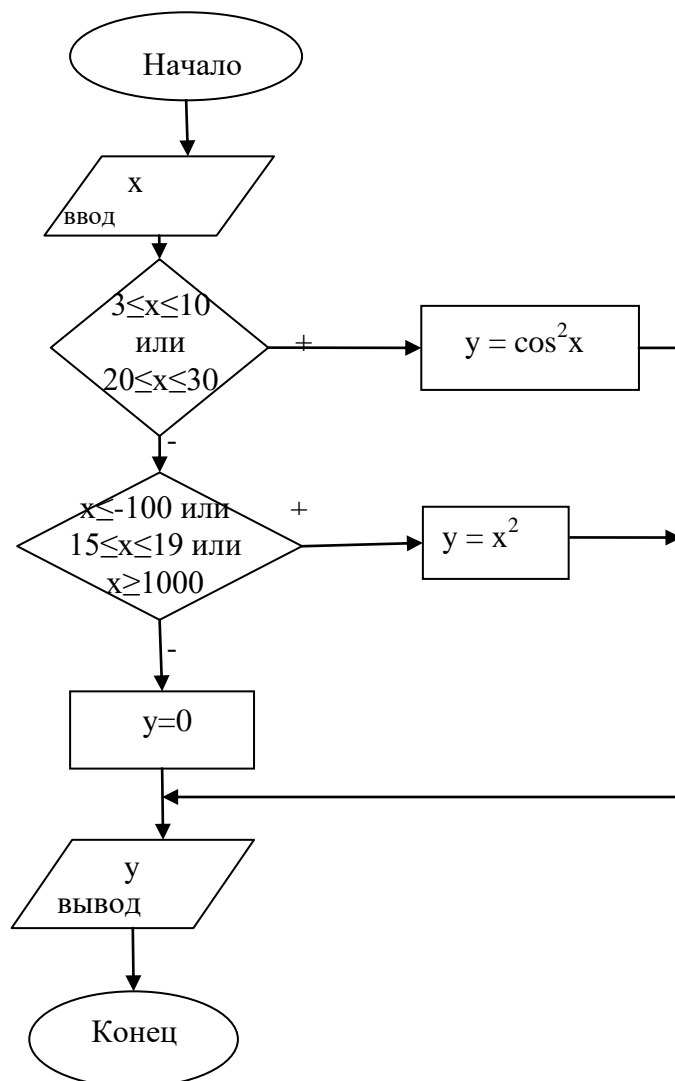 Начало
x
ввод
3≤x≤10
или
20≤x≤30
+
y = cos²x
-
x≤-100 или
15≤x≤19 или
x≥1000
+
y = x²
-
y=0
y
вывод
Конец